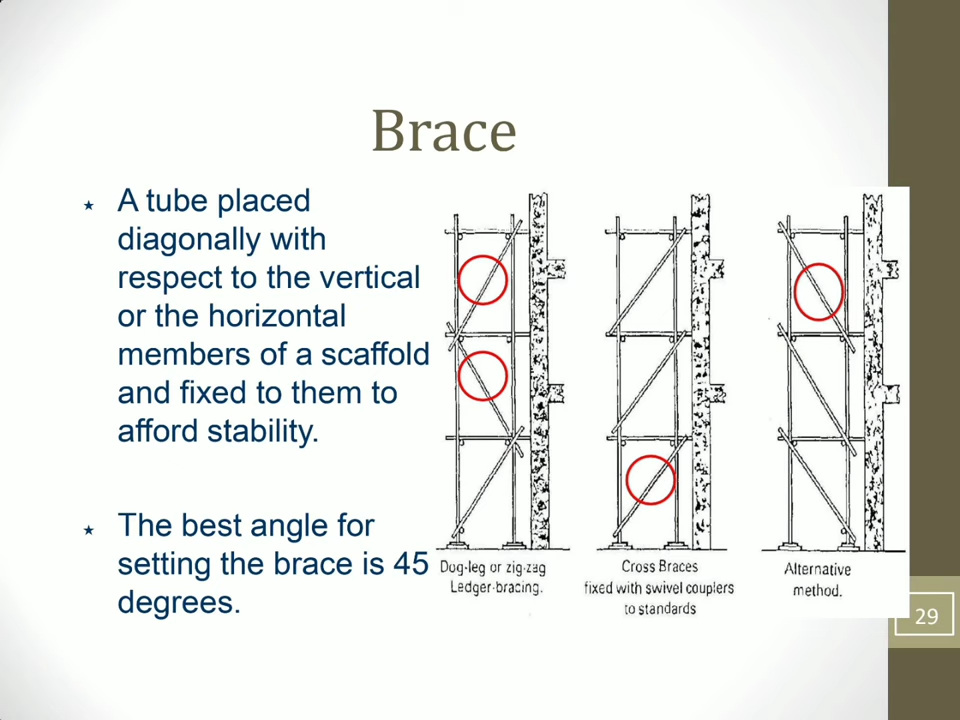 Brace
★ A tube placed
diagonally with
respect to the vertical
or the horizontal
members of a scaffold
and fixed to them to
afford stability.
★ The best angle for
setting the brace is 45
degrees.
Dog-leg or zig-zag
Ledger-bracing.
Cross Braces
fixed with swivel couplers
to standards
Alternative
method.
29